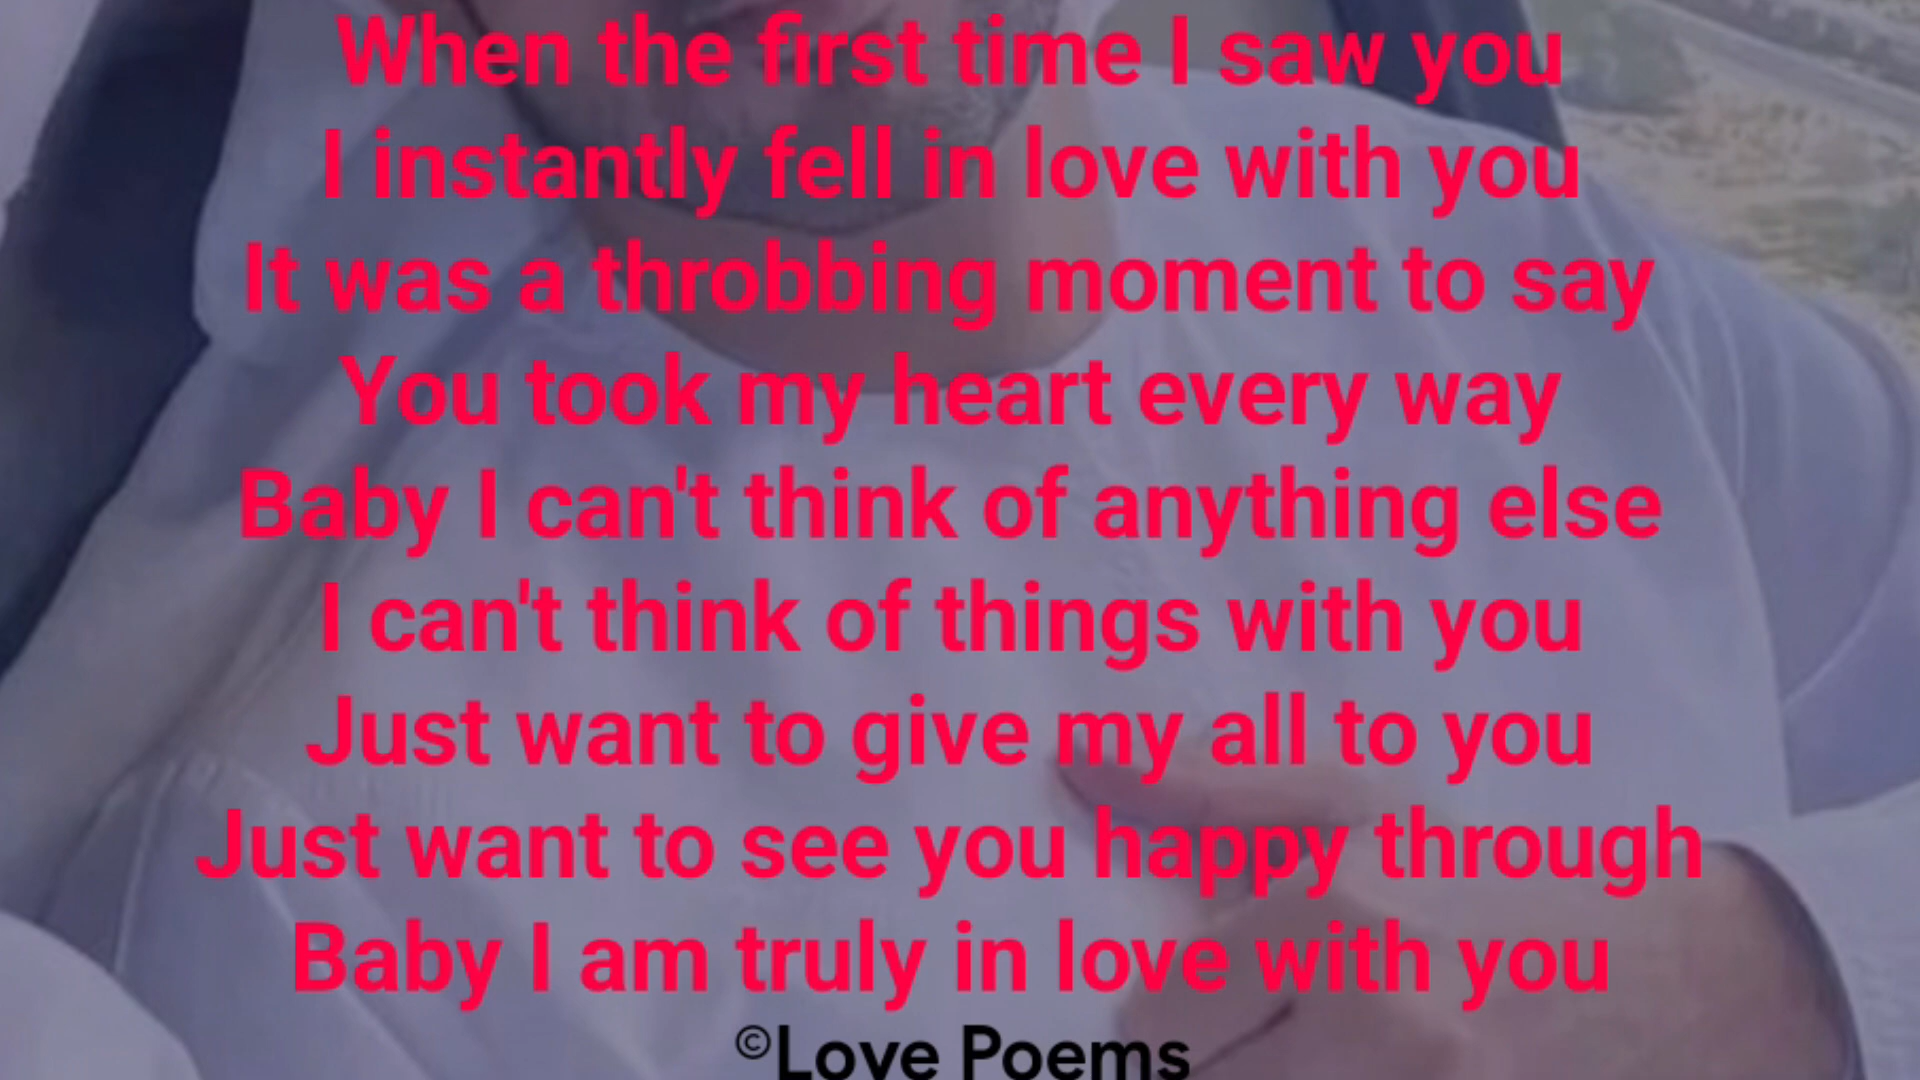 When the first time I saw you
I instantly fell in love with you
It was a throbbing moment to say
You took my heart every way
Baby I can't think of anything else
I can't think of things with you
Just want to give my all to you
Just want to see you happy through
Baby I am truly in love with you
©Love Poems